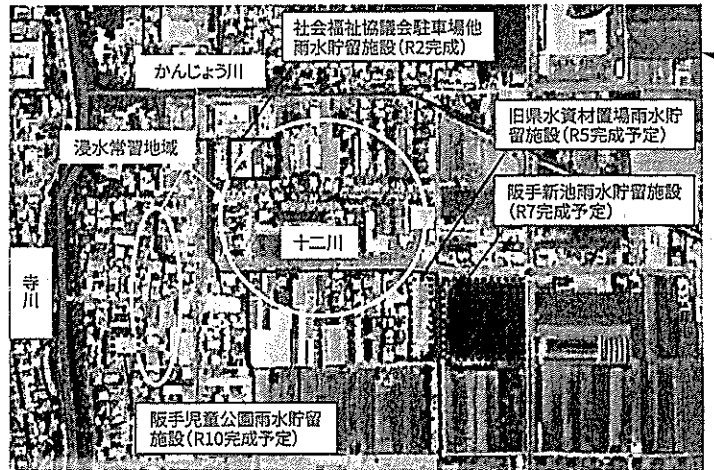 社会福祉協議会駐車場他
雨水貯留施設(R2完成)
かんじょう川
旧県水資材置場雨水貯
留施設(R5完成予定)
浸水常習地域
阪手新池雨水貯留施設
(R7完成予定)
十二川
寺川
阪手児童公園雨水貯留
施設(R10完成予定)